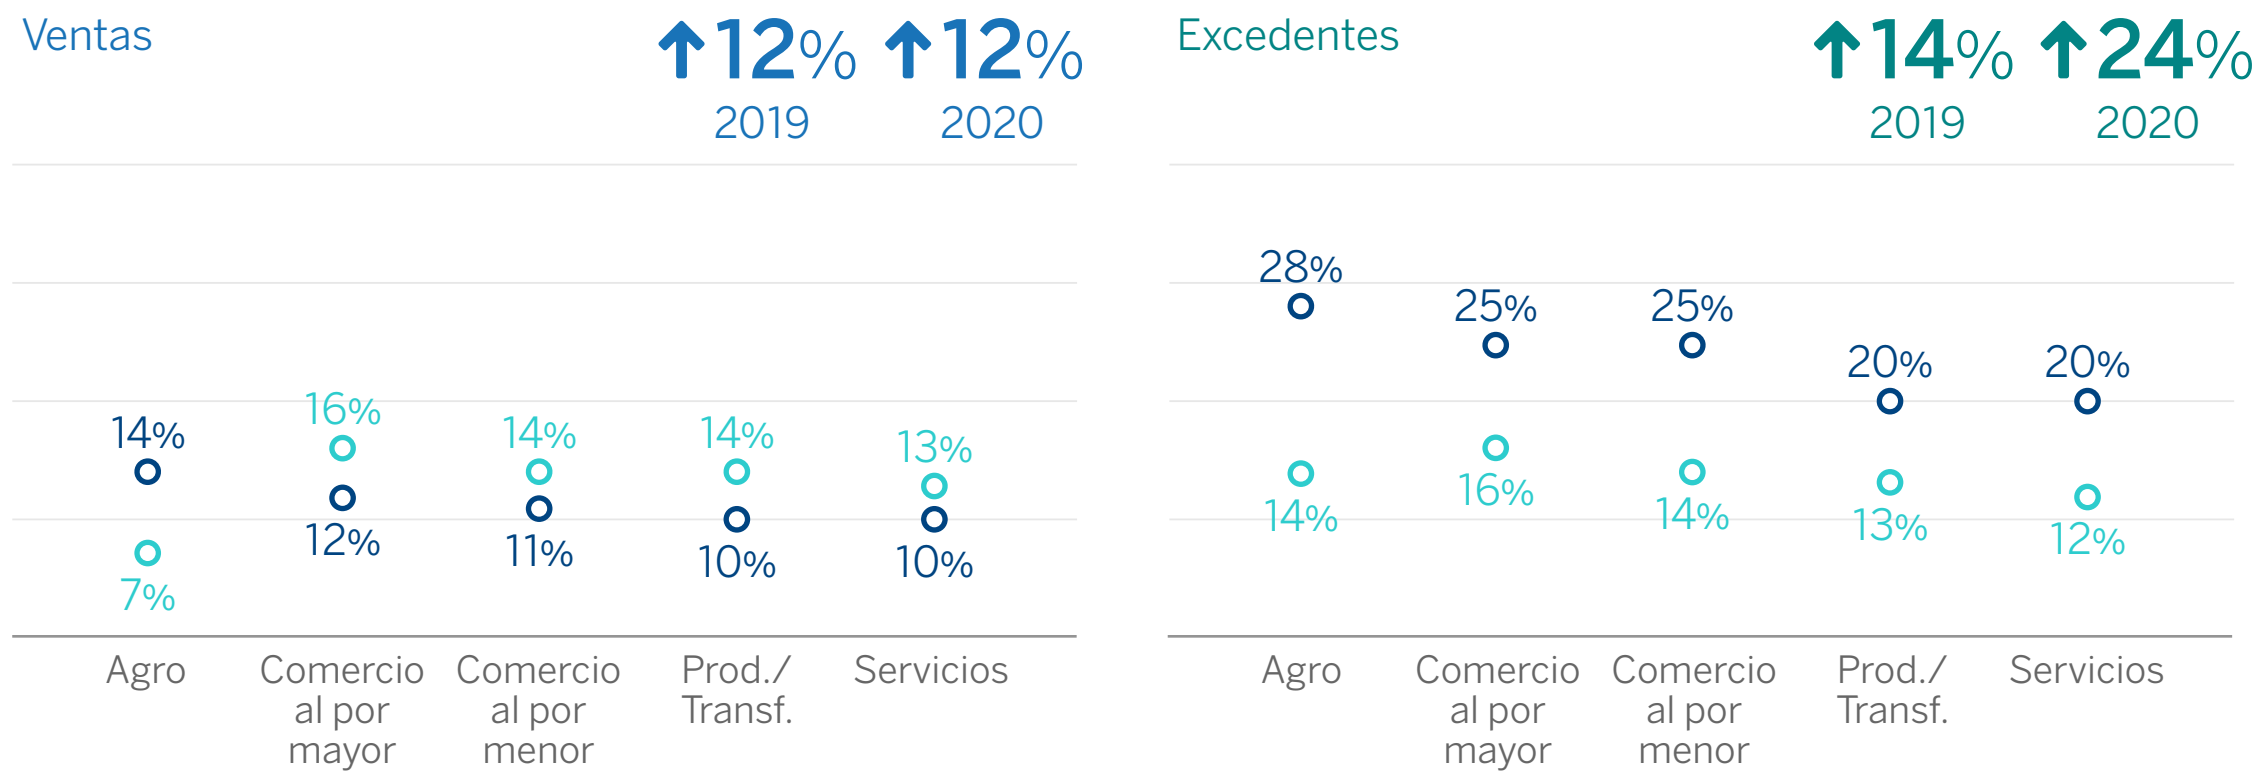 Ventas
↑12% ↑12%
2019 2020
14%
16%
14%
14%
13%
7%
12%
11%
10%
10%
Agro
Comercio
al por
mayor
Comercio
al por
menor
Prod./
Transf.
Servicios
Excedentes
↑14% ↑24%
2019 2020
28%
25%
25%
20%
20%
14%
16%
14%
13%
12%
Agro
Comercio
al por
mayor
Comercio
al por
menor
Prod./
Transf.
Servicios